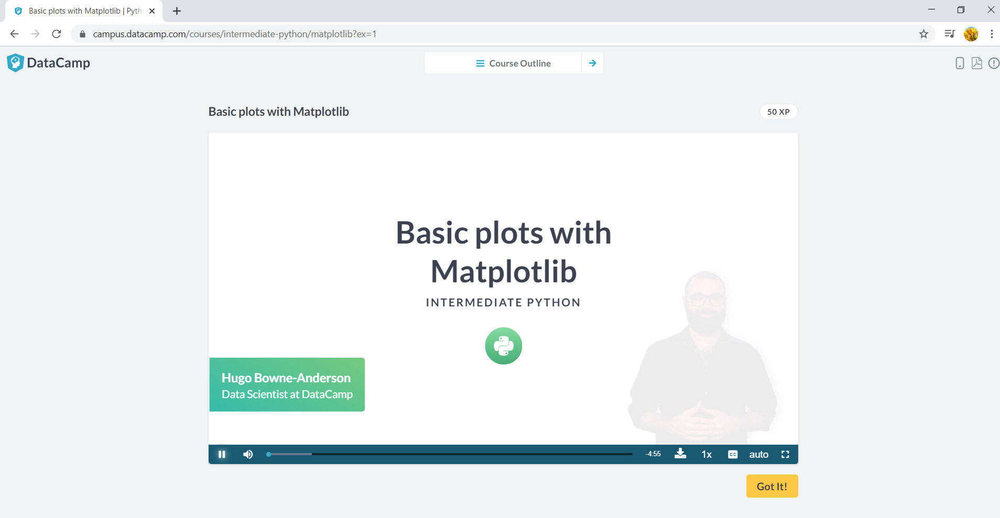 Basic plots with Matplotlib | Pyth
campus.datacamp.com/courses/intermediate-python/matplotlib?ex=1
DataCamp
Course Outline
Basic plots with Matplotlib
50 XP
Basic plots with
Matplotlib
INTERMEDIATE PYTHON
Hugo Bowne-Anderson
Data Scientist at DataCamp
-4:55
1x
CC
auto
Got It!